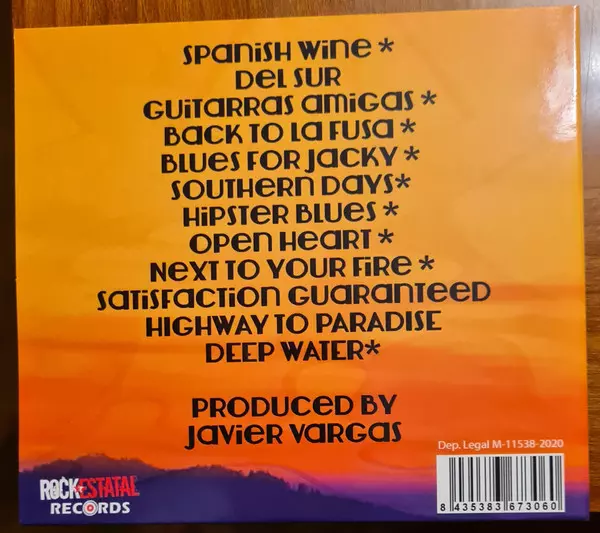 SPANISH WINE *
DEL SUR
GUITARRAS AMIGAS *
BACK TO LA FUSA *
BLUES FOR JACKY *
SOUTHERN DAYS*
HIPSTER BLUES *
OPEN HEART *
NEXT TO YOUR FIRE *
SATISFACTION GUARANTEED
HIGHWAY TO PARADISE
DEEP WATER*
PRODUCED BY
JAVIER VARGAS
Dep. Legal M-11538-2020
ROCK★ESTATAL
RECORDS
8 435383 673060